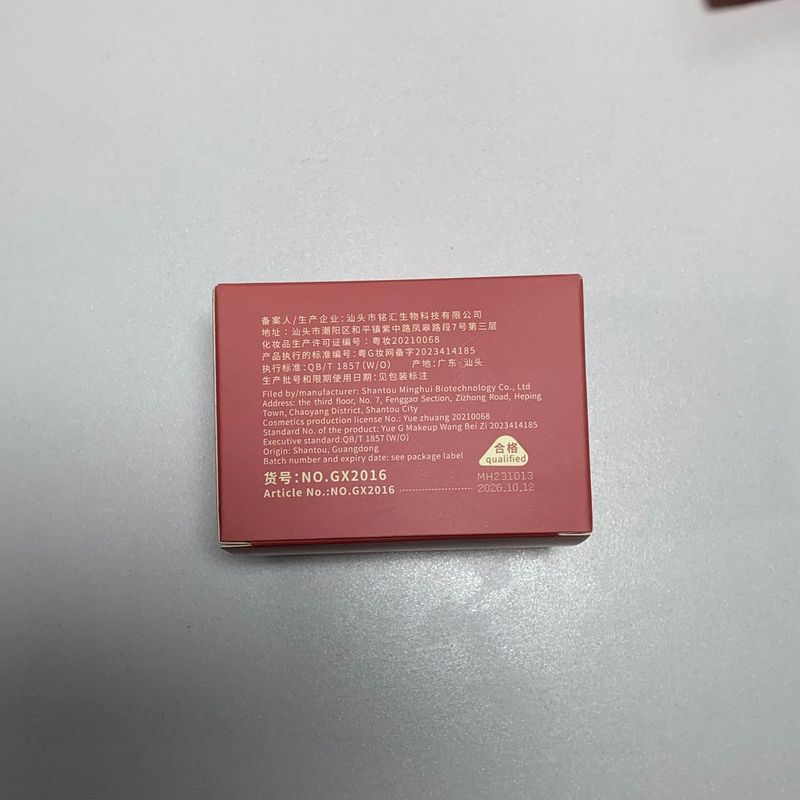 备案人/生产企业:汕头市铭汇生物科技有限公司
地址:汕头市潮阳区和平镇紫中路凤皋路段7号第三层
化妆品生产许可证编号:粤妆20210068
产品执行的标准编号:粤G妆网备字2023414185
执行标准:QB/T 1857(W/O) 产地:广东·汕头
生产批号和限期使用日期:见包装标注
Filed by/manufacturer: Shantou Minghui Biotechnology Co., Ltd
Address: the third floor, No. 7, Fenggao Section, Zizhong Road, Heping
Town, Chaoyang District, Shantou City
Cosmetics production license No.: Yue zhuang 20210068
Standard No. of the product: Yue G Makeup Wang Bei Zi 2023414185
Executive standard:QB/T 1857(W/O)
Origin: Shantou, Guangdong
Batch number and expiry date: see package label
合格
qualified
货号:NO.GX2016
Article No.:NO.GX2016
MH231013
2026.10.12